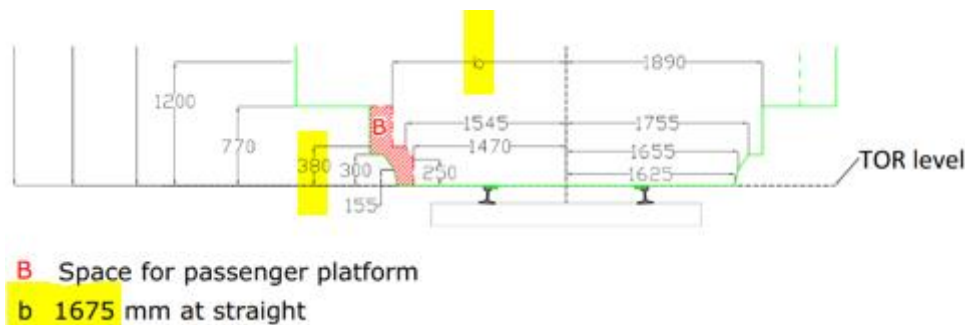 b
1890
1200
B
1545
1755
770
1470
1655
380
300
250
1625
155
TOR level
B Space for passenger platform
b 1675 mm at straight